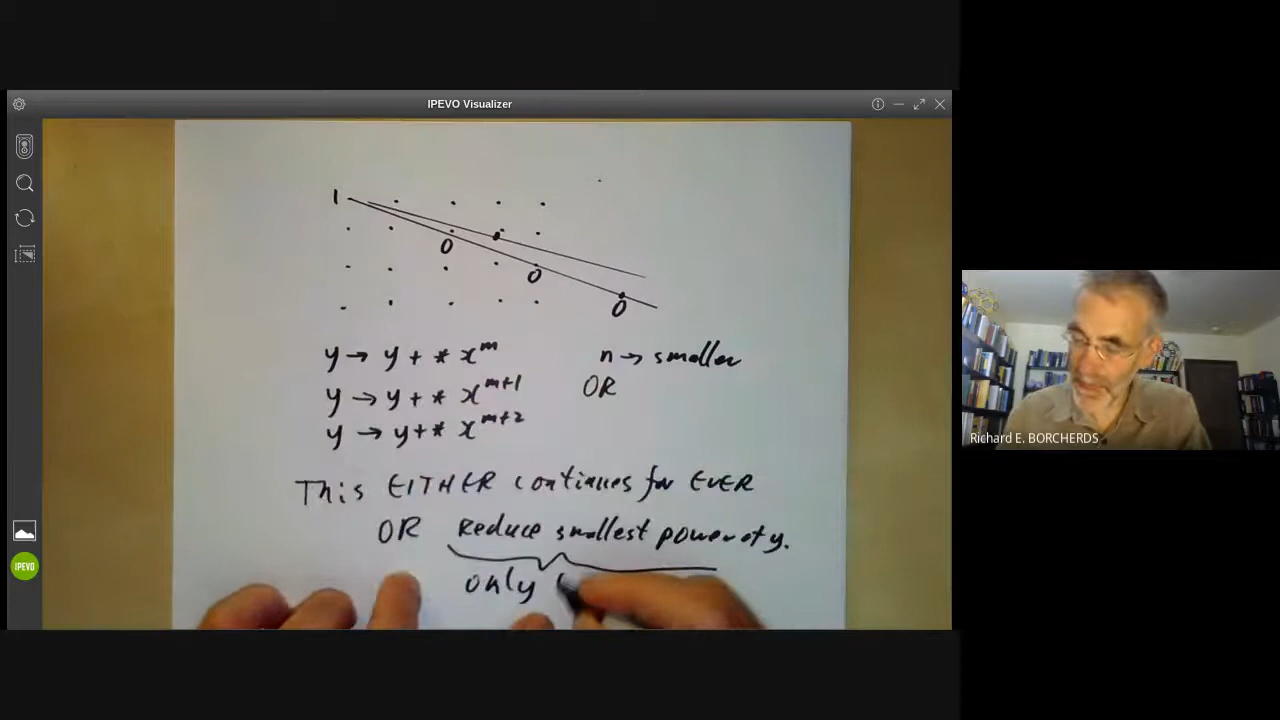 IPEVO Visualizer
1
0
0
0
y → y + * x^m
n → smaller
y → y + * x^{m+1}
OR
y → y + * x^{m+2}
This EITHER continues for EVER
OR reduce smallest power of y.
only
Richard E. BORCHERDS
IPEVO